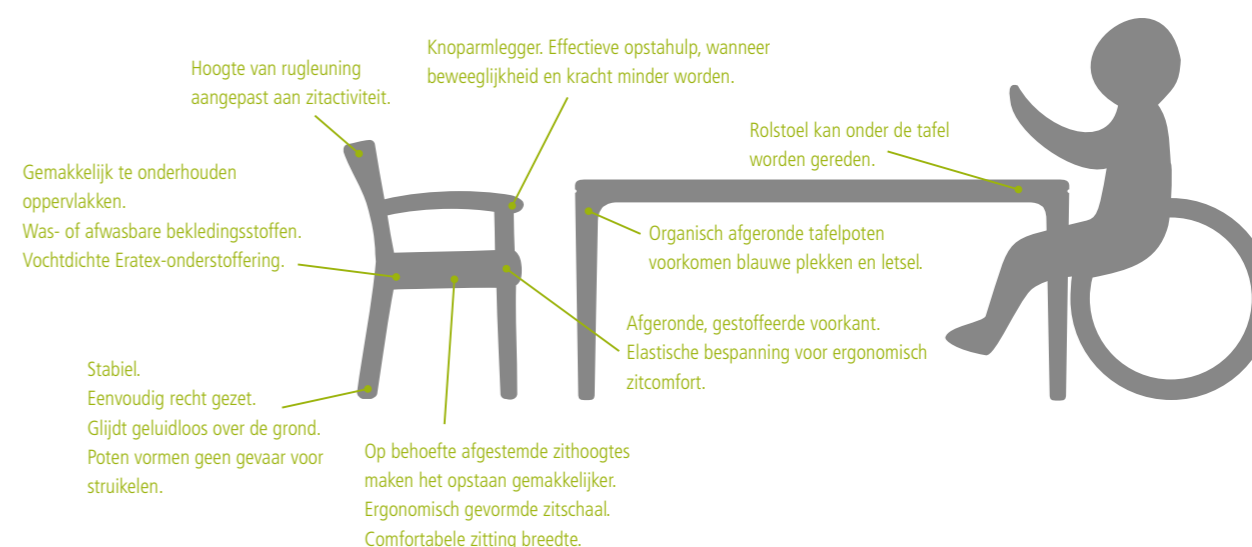 Knoparmlegger. Effectieve opstahulp, wanneer
beweeglijkheid en kracht minder worden.
Hoogte van rugleuning
aangepast aan zitactiviteit.
Rolstoel kan onder de tafel
worden gereden.
Gemakkelijk te onderhouden
oppervlakken.
Was- of afwasbare bekledingsstoffen.
Vochtdichte Eratex-onderstoffering.
Organisch afgeronde tafelpoten
voorkomen blauwe plekken en letsel.
Afgeronde, gestoffeerde voorkant.
Elastische bespanning voor ergonomisch
zitcomfort.
Stabiel.
Eenvoudig recht gezet.
Glijdt geluidloos over de grond.
Poten vormen geen gevaar voor
struikelen.
Op behoefte afgestemde zithoogtes
maken het opstaan gemakkelijker.
Ergonomisch gevormde zitschaal.
Comfortabele zitting breedte.